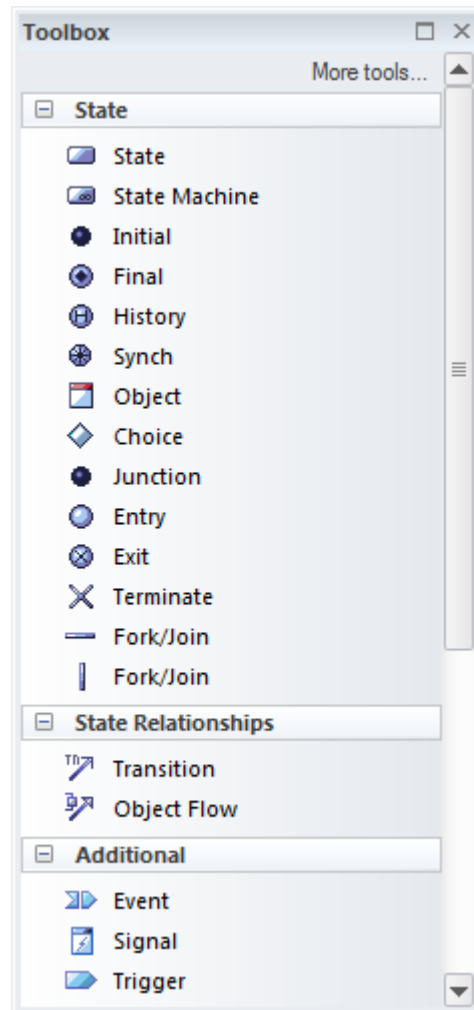 Toolbox
More tools...
State
State
State Machine
Initial
Final
History
Synch
Object
Choice
Junction
Entry
Exit
Terminate
Fork/Join
Fork/Join
State Relationships
Transition
Object Flow
Additional
Event
Signal
Trigger